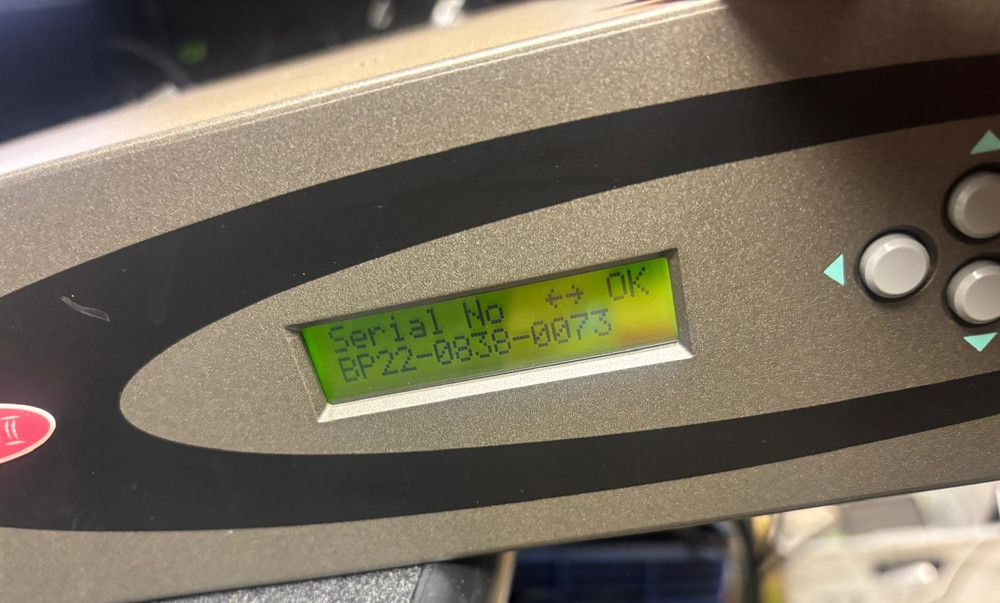 Serial No ←→ OK
BP22-0838-0073